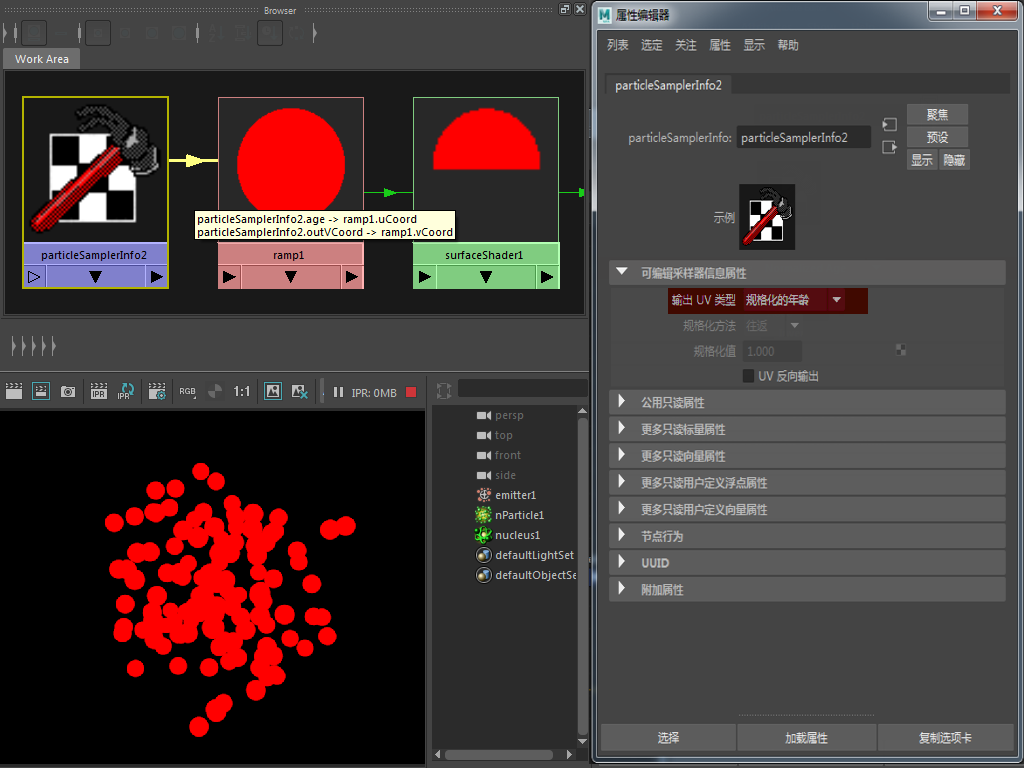 Browser
Work Area
particleSamplerInfo2
ramp1
surfaceShader1
particleSamplerInfo2.age -> ramp1.uCoord
particleSamplerInfo2.outVCoord -> ramp1.vCoord
IPR
IPR
RGB
1:1
IPR: 0MB
persp
top
front
side
emitter1
nParticle1
nucleus1
defaultLightSet
defaultObjectSe
属性编辑器
列表 选定 关注 属性 显示 帮助
particleSamplerInfo2
聚焦
particleSamplerInfo: particleSamplerInfo2
预设
显示 隐藏
示例
可编辑采样器信息属性
输出 UV 类型 规格化的年龄
规格化方法 往返
规格化值 1.000
UV 反向输出
公用只读属性
更多只读标量属性
更多只读向量属性
更多只读用户定义浮点属性
更多只读用户定义向量属性
节点行为
UUID
附加属性
选择 加载属性 复制选项卡